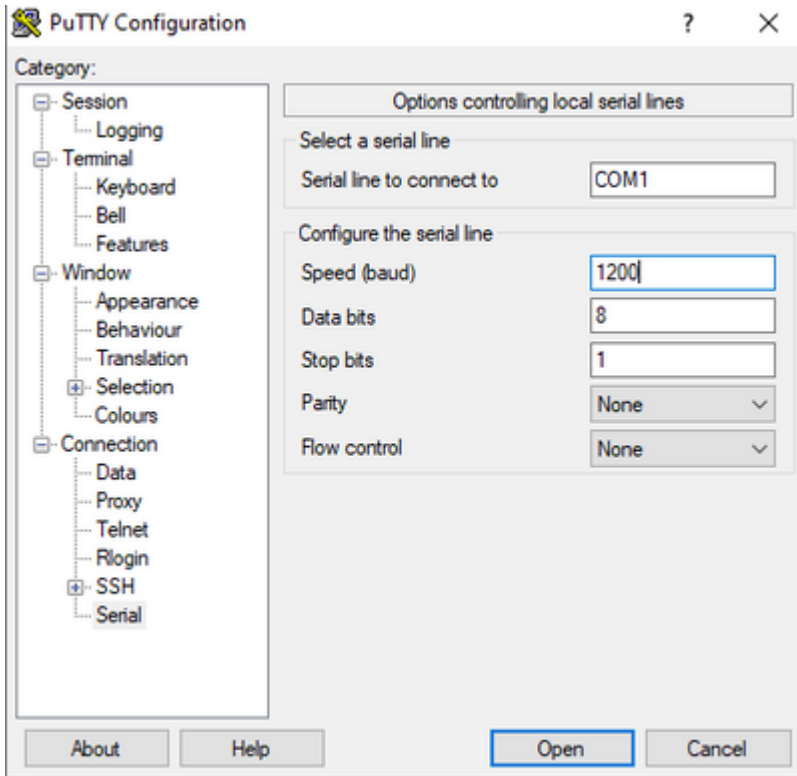 PuTTY Configuration
?
Category:
Session
Logging
Terminal
Keyboard
Bell
Features
Window
Appearance
Behaviour
Translation
Selection
Colours
Connection
Data
Proxy
Telnet
Rlogin
SSH
Serial
Options controlling local serial lines
Select a serial line
Serial line to connect to COM1
Configure the serial line
Speed (baud) 1200
Data bits 8
Stop bits 1
Parity None
Flow control None
About Help Open Cancel